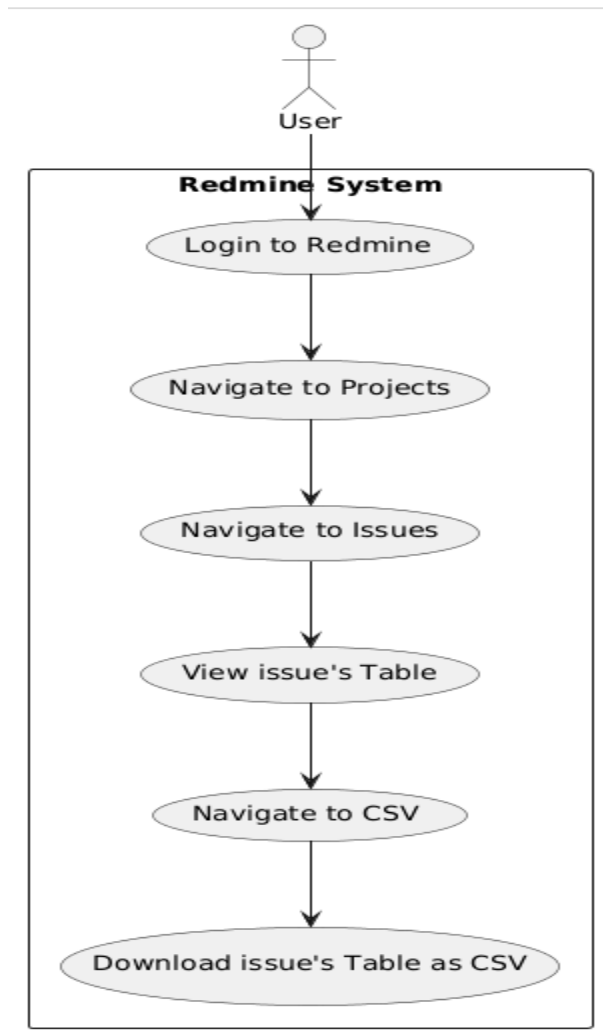 User
Redmine System
Login to Redmine
Navigate to Projects
Navigate to Issues
View issue's Table
Navigate to CSV
Download issue's Table as CSV